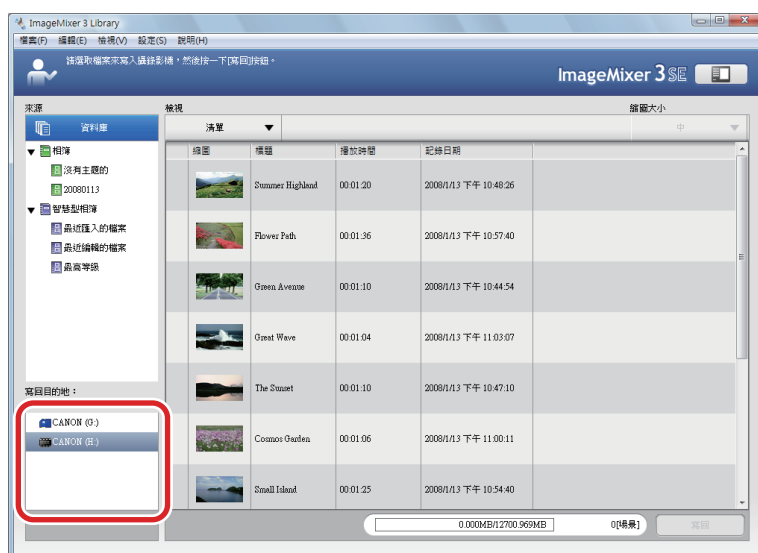 ImageMixer 3 Library
檔案(F) 編輯(E) 檢視(V) 設定(S) 說明(H)
請選取檔案來寫入攝錄影機，然後按一下[寫回]按鈕。
ImageMixer 3 SE
來源 檢視 縮圖大小
資料庫 清單 中
相簿
沒有主題的
20080113
智慧型相簿
最近匯入的檔案
最近編輯的檔案
最高等級
縮圖 標題 播放時間 記錄日期
Summer Highland 00:01:20 2008/1/13 下午 10:48:26
Flower Path 00:01:36 2008/1/13 下午 10:57:40
Green Avenue 00:01:10 2008/1/13 下午 10:44:54
Great Wave 00:01:04 2008/1/13 下午 11:03:07
The Sunset 00:01:10 2008/1/13 下午 10:47:10
Cosmos Garden 00:01:06 2008/1/13 下午 11:00:11
Small Island 00:01:25 2008/1/13 下午 10:54:40
寫回目的地：
CANON (G:)
CANON (H:)
0.000MB/12700.969MB 0[場景] 寫回